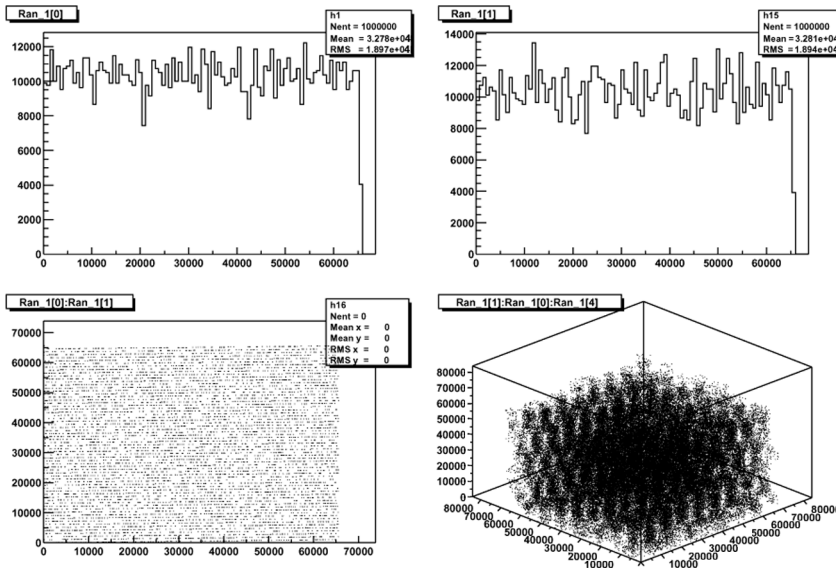 Ran_1[0]
h1
Nent = 1000000
Mean = 3.278e+04
RMS = 1.897e+04
12000
10000
8000
6000
4000
2000
0
0 10000 20000 30000 40000 50000 60000
Ran_1[1]
h15
Nent = 1000000
Mean = 3.281e+04
RMS = 1.894e+04
14000
12000
10000
8000
6000
4000
2000
0
0 10000 20000 30000 40000 50000 60000
Ran_1[0]:Ran_1[1]
h16
Nent = 0
Mean x = 0
Mean y = 0
RMS x = 0
RMS y = 0
70000
60000
50000
40000
30000
20000
10000
0
0 10000 20000 30000 40000 50000 60000 70000
Ran_1[1]:Ran_1[0]:Ran_1[4]
80000
70000
60000
50000
40000
30000
20000
10000
0
80000 70000 60000 50000 40000 30000 20000 10000 0
10000 20000 30000 40000 50000 60000 70000 8000